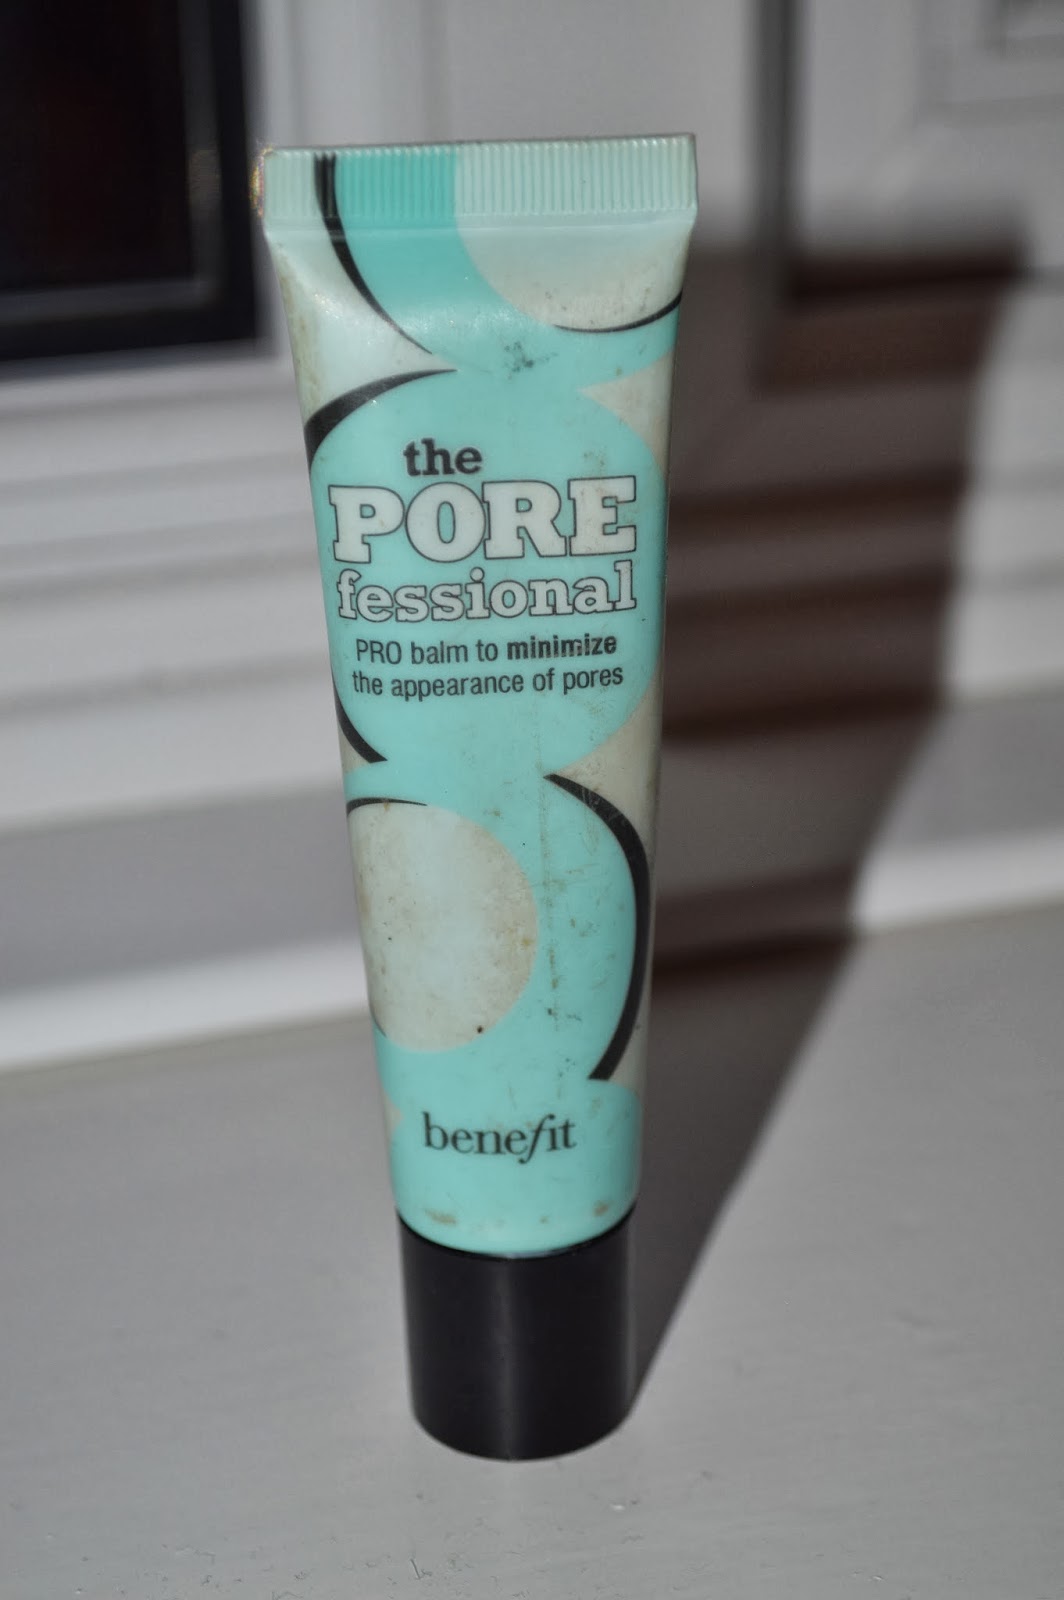 the
PORE
fessional
PRO balm to minimize
the appearance of pores
benefit